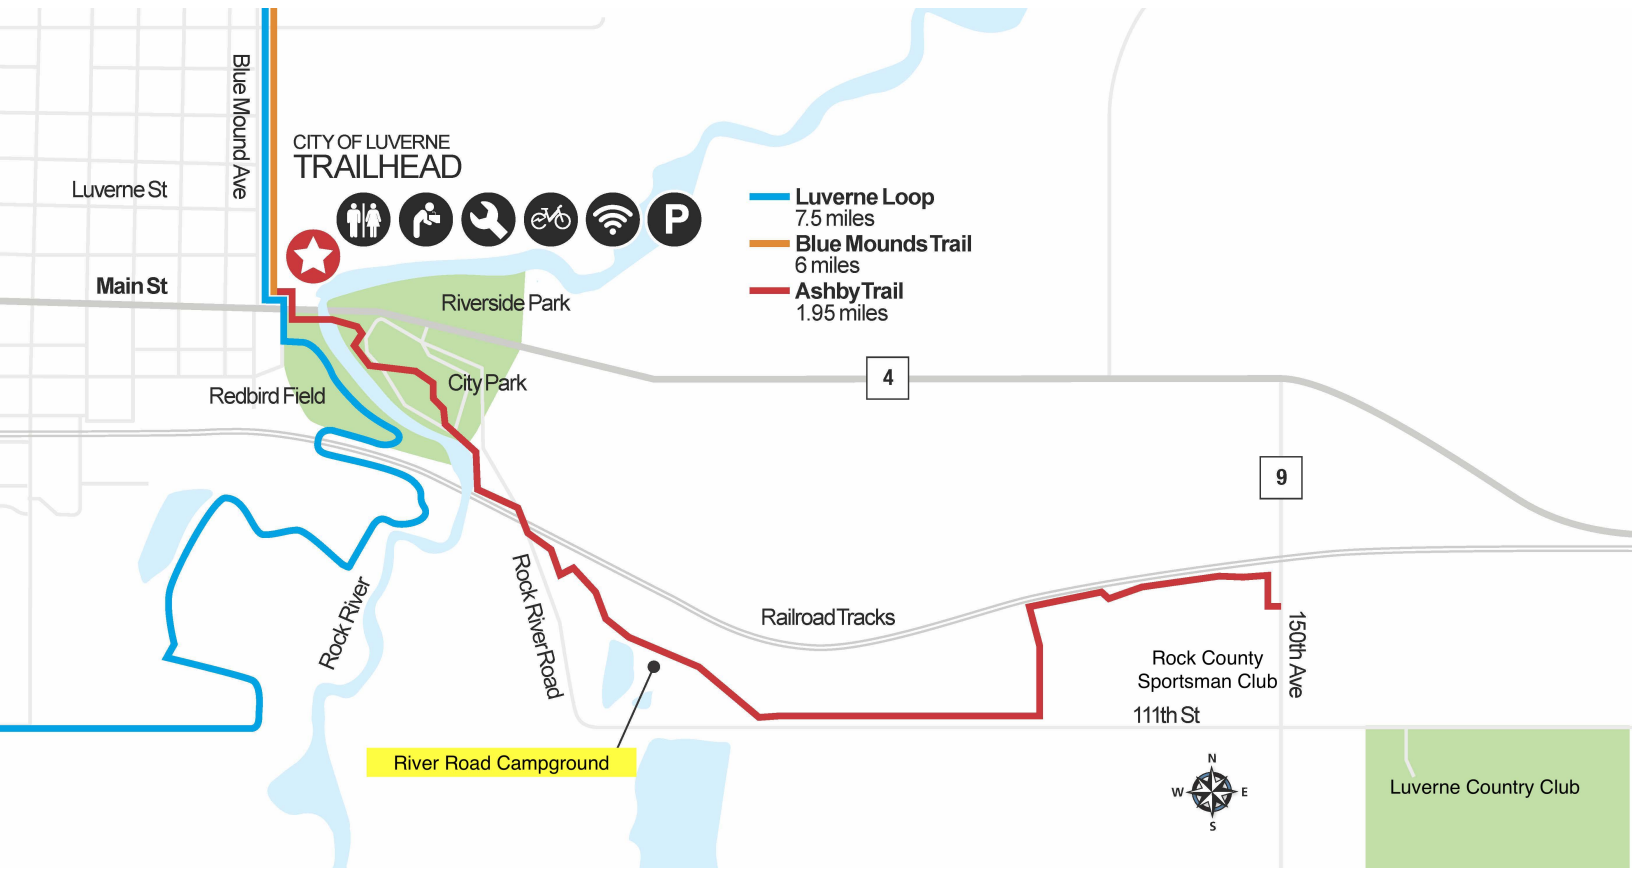 Blue Mound Ave
CITY OF LUVERNE
TRAILHEAD
Luverne St
P
Luverne Loop
7.5 miles
Blue Mounds Trail
6 miles
Ashby Trail
1.95 miles
Main St
Riverside Park
4
City Park
Redbird Field
9
Rock River
Rock River Road
Railroad Tracks
150th Ave
Rock County
Sportsman Club
111th St
River Road Campground
N
W E
S
Luverne Country Club